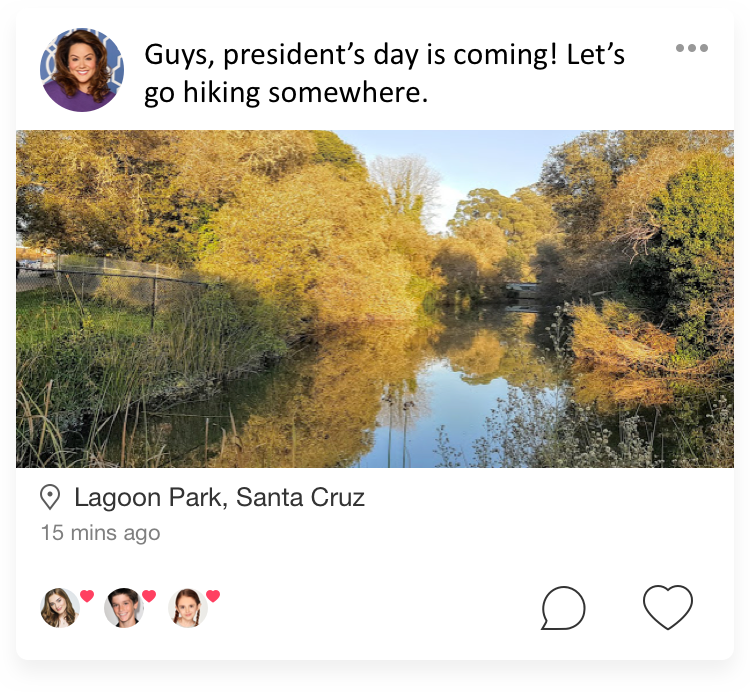 Guys, president’s day is coming! Let’s
go hiking somewhere.
Lagoon Park, Santa Cruz
15 mins ago